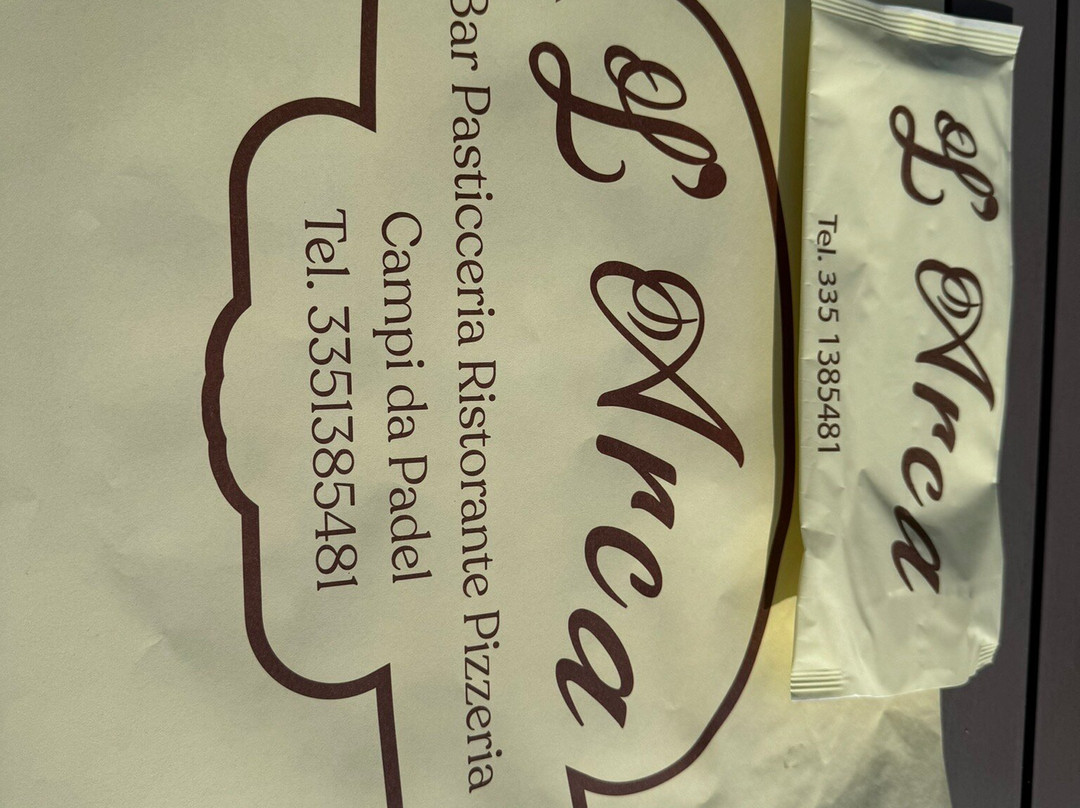 L'Arca
Bar Pasticceria Ristorante Pizzeria
Campi da Padel
Tel. 3351385481
L'Arca
Tel. 335 1385481